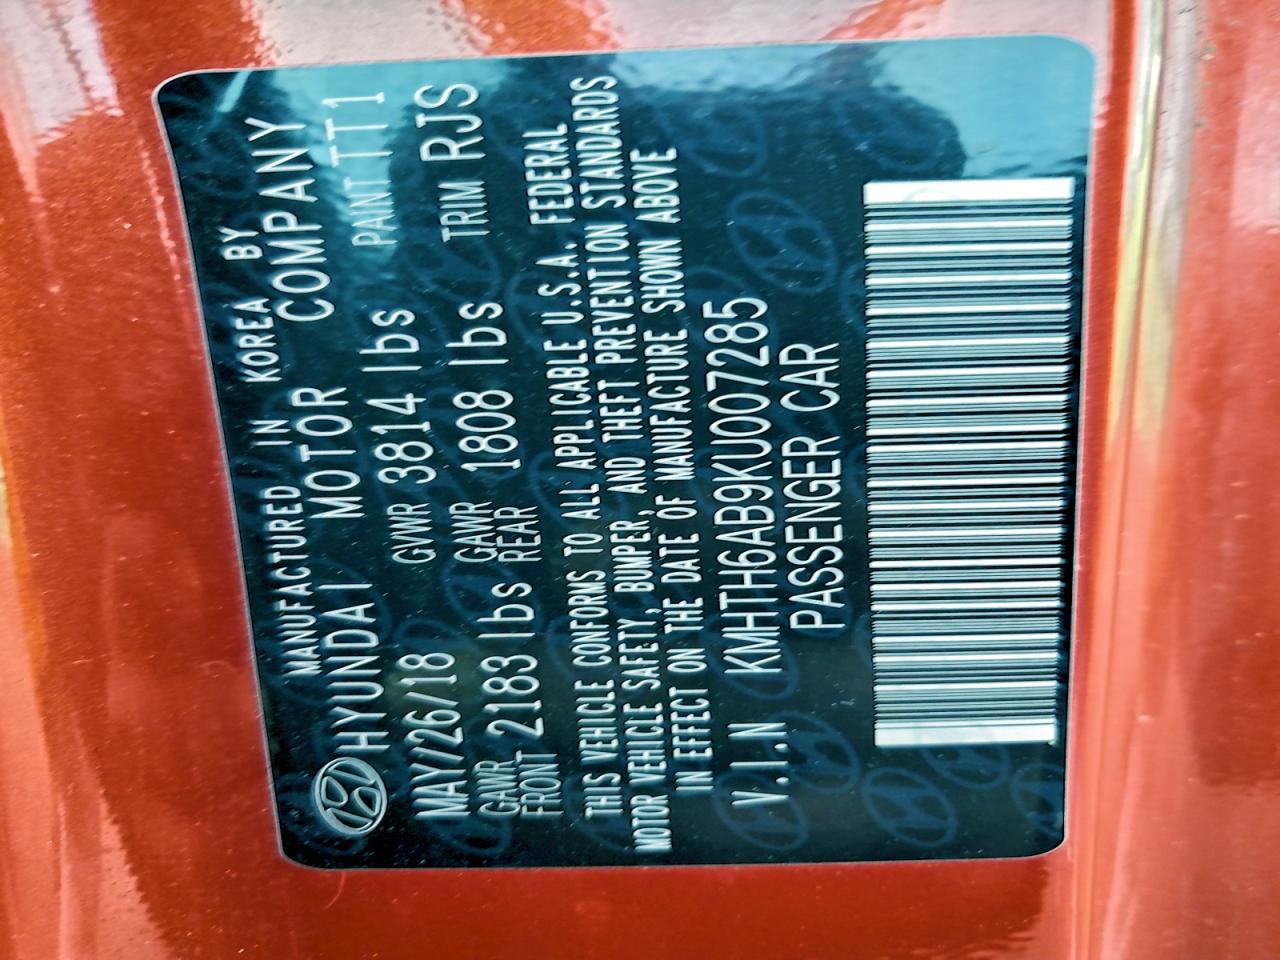 MANUFACTURED IN KOREA BY
HYUNDAI MOTOR COMPANY
MAY/26/18 GVWR 3814 lbs PAINT TT1
GAWR FRONT 2183 lbs GAWR REAR 1808 lbs TRIM RJS
THIS VEHICLE CONFORMS TO ALL APPLICABLE U.S.A. FEDERAL
MOTOR VEHICLE SAFETY, BUMPER, AND THEFT PREVENTION STANDARDS
IN EFFECT ON THE DATE OF MANUFACTURE SHOWN ABOVE
V.I.N KMHTH6AB9KU007285
PASSENGER CAR